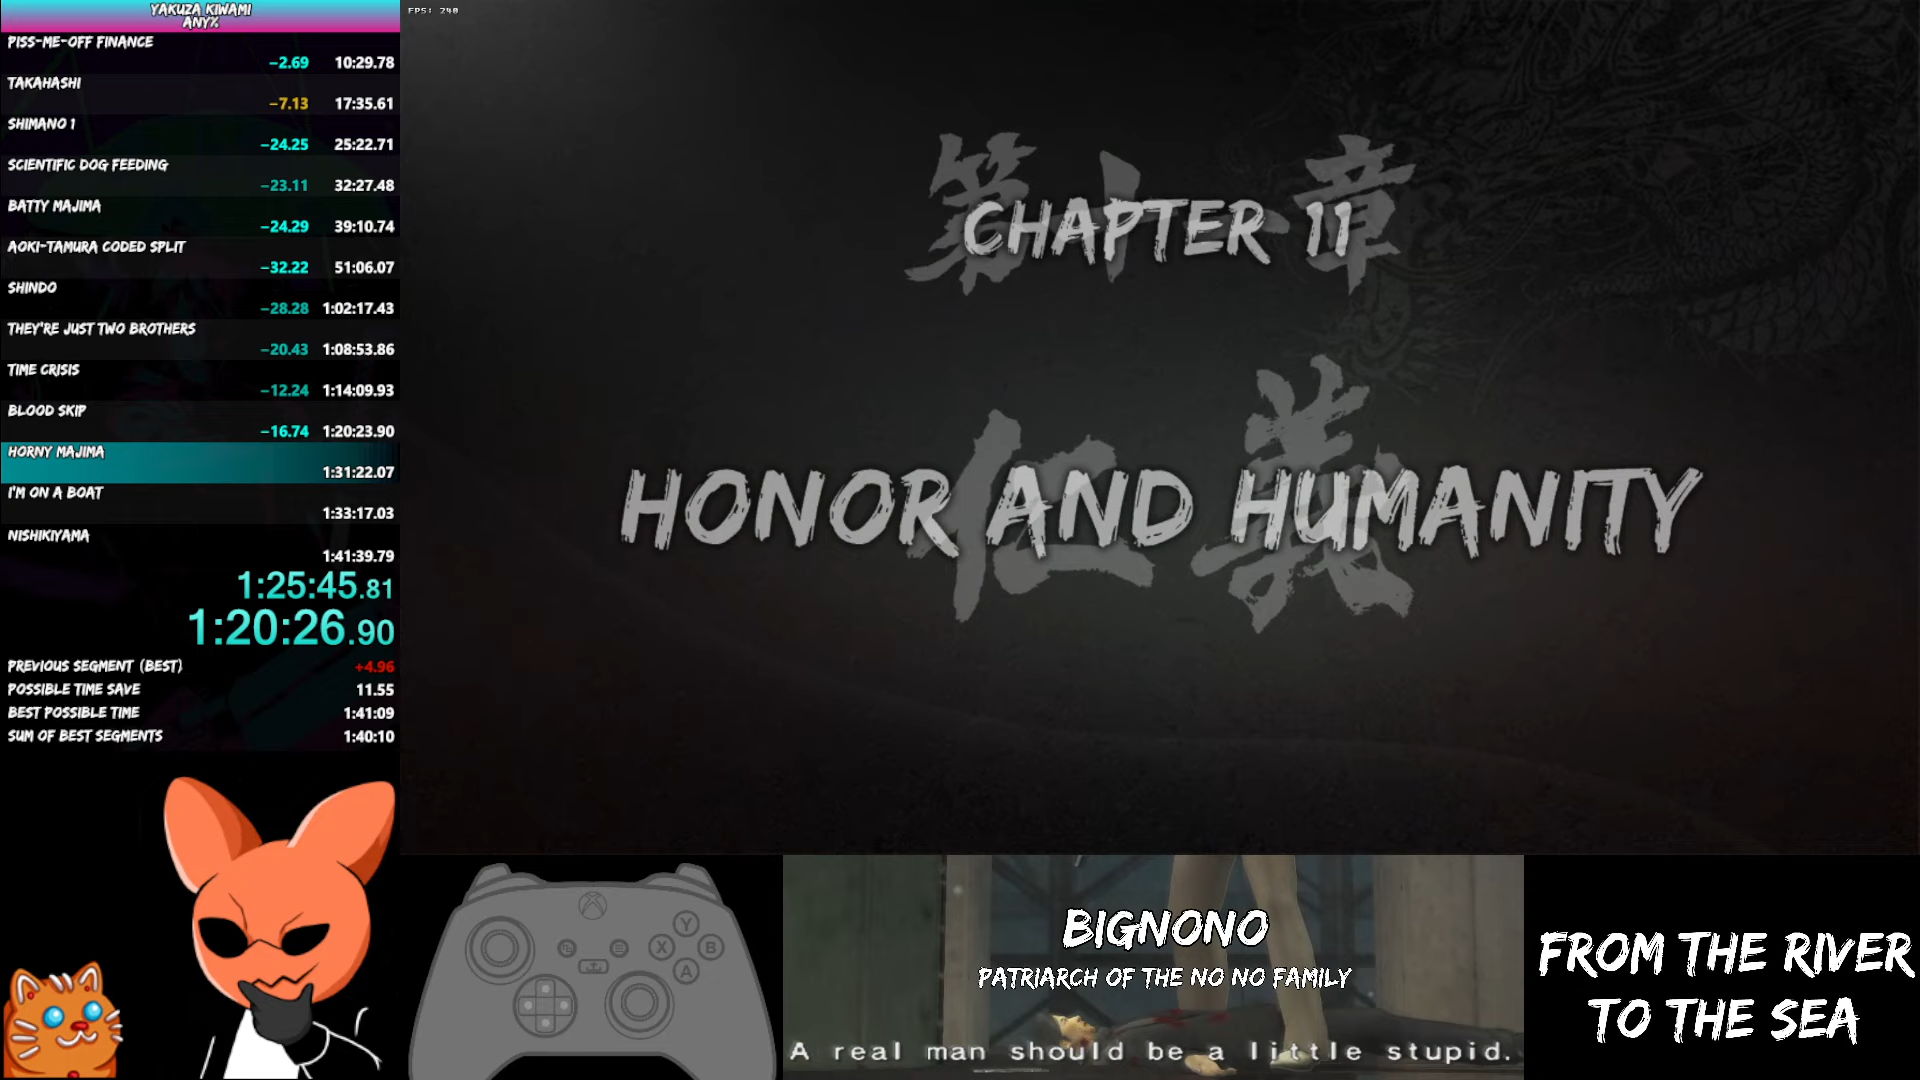 YAKUZA KIWAMI
ANY%
PISS-ME-OFF FINANCE
-2.69 10:29.78
TAKAHASHI
-7.13 17:35.61
SHIMANO 1
-24.25 25:22.71
SCIENTIFIC DOG FEEDING
-23.11 32:27.48
BATTY MAJIMA
-24.29 39:10.74
AOKI-TAMURA CODED SPLIT
-32.22 51:06.07
SHINDO
-28.28 1:02:17.43
THEY'RE JUST TWO BROTHERS
-20.43 1:08:53.86
TIME CRISIS
-12.24 1:14:09.93
BLOOD SKIP
-16.74 1:20:23.90
HORNY MAJIMA
1:31:22.07
I'M ON A BOAT
1:33:17.03
NISHIKIYAMA
1:41:39.79
1:25:45.81
1:20:26.90
PREVIOUS SEGMENT (BEST) +4.96
POSSIBLE TIME SAVE 11.55
BEST POSSIBLE TIME 1:41:09
SUM OF BEST SEGMENTS 1:40:10
FPS: 240
第十一章
CHAPTER 11
仁義
HONOR AND HUMANITY
Y
X B
A
BIGNONO
PATRIARCH OF THE NO NO FAMILY
A real man should be a little stupid.
FROM THE RIVER
TO THE SEA